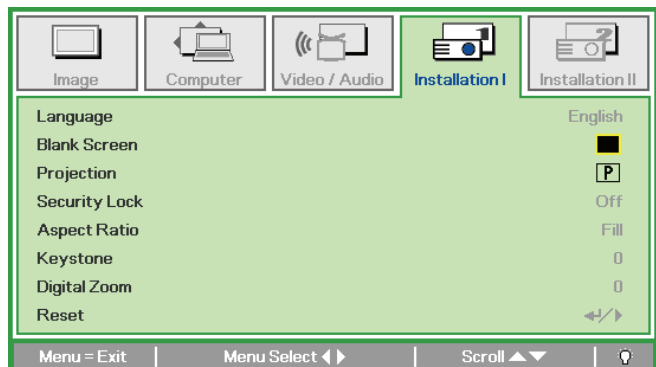 Image Computer Video / Audio Installation I Installation II
Language English
Blank Screen
Projection P
Security Lock Off
Aspect Ratio Fill
Keystone 0
Digital Zoom 0
Reset
Menu = Exit Menu Select Scroll